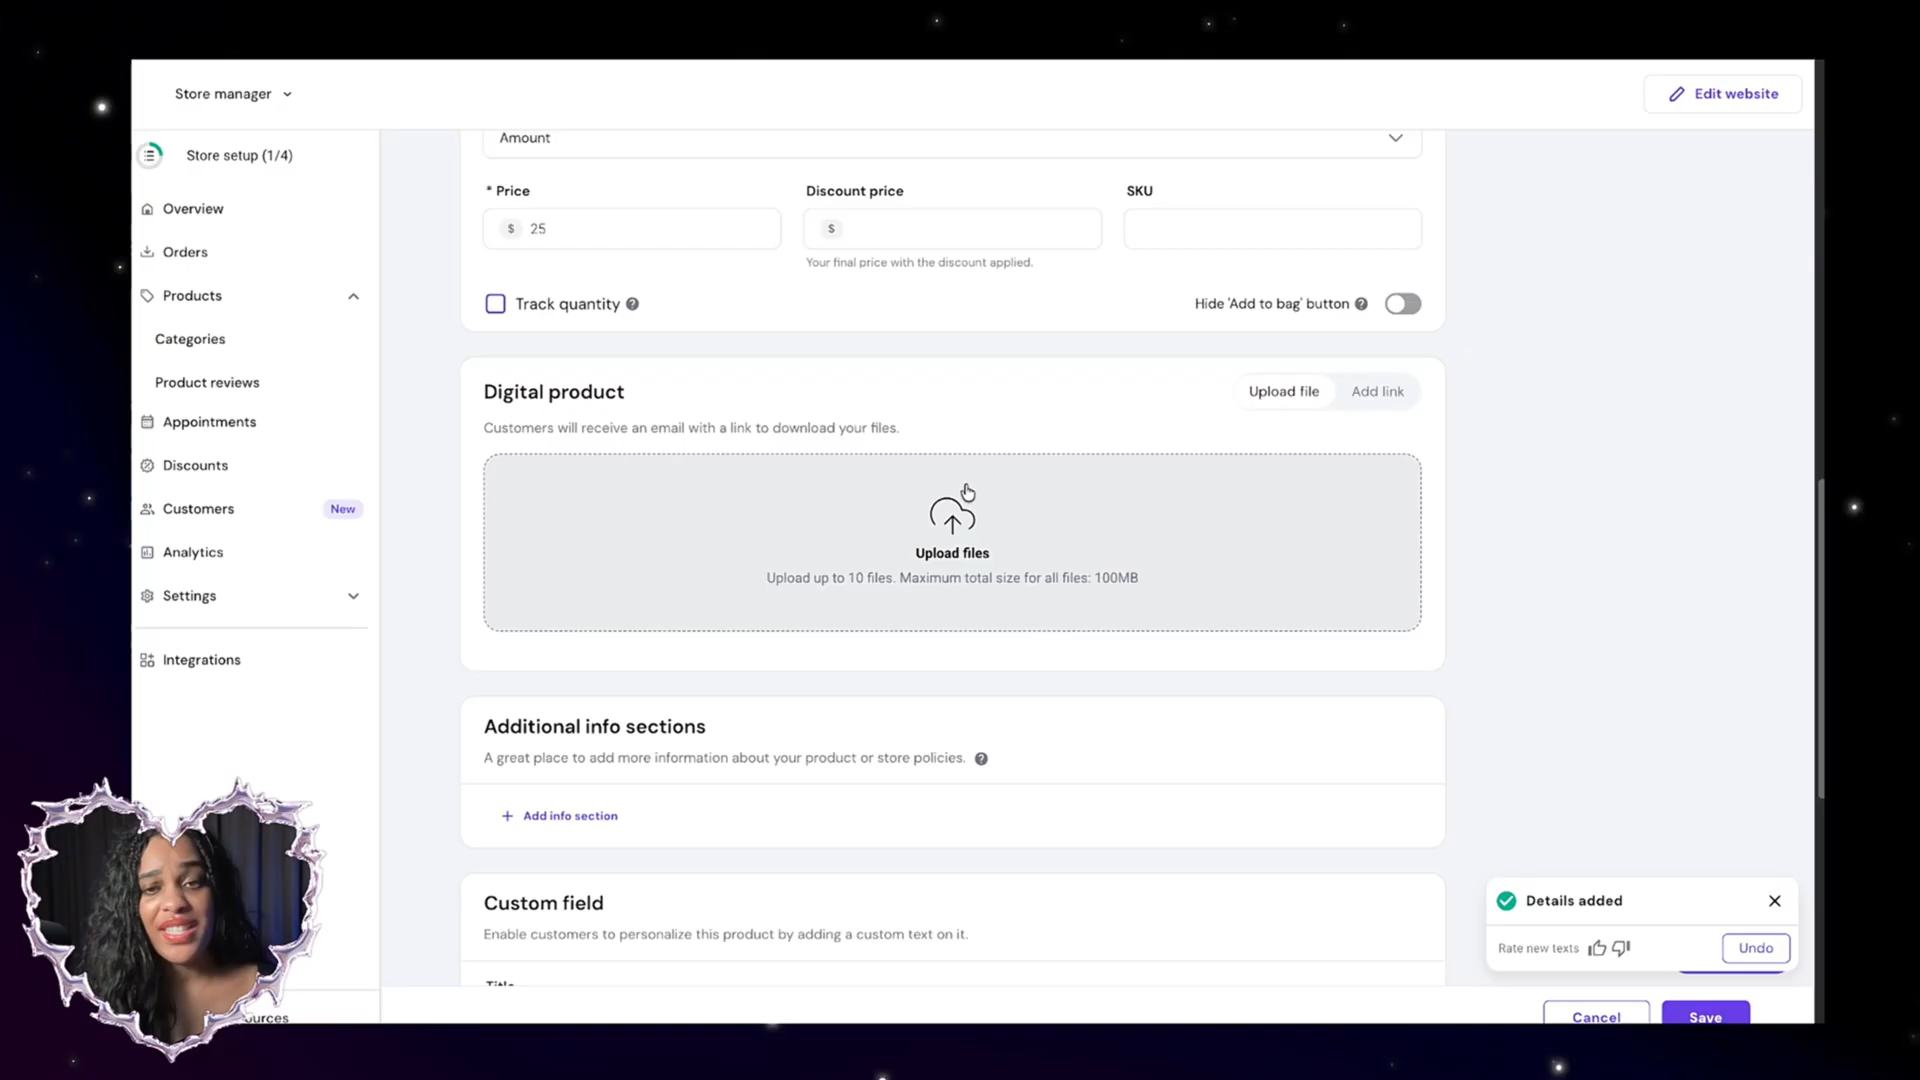 Store manager
Edit website
Store setup (1/4)
Overview
Orders
Products
Categories
Product reviews
Appointments
Discounts
Customers
New
Analytics
Settings
Integrations
Amount
* Price
Discount price
SKU
$ 25
$
Your final price with the discount applied.
Track quantity ?
Hide 'Add to bag' button ?
Digital product
Upload file
Add link
Customers will receive an email with a link to download your files.
Upload files
Upload up to 10 files. Maximum total size for all files: 100MB
Additional info sections
A great place to add more information about your product or store policies. ?
+ Add info section
Custom field
Enable customers to personalize this product by adding a custom text on it.
Title
Details added
Rate new texts
Undo
Cancel
Save